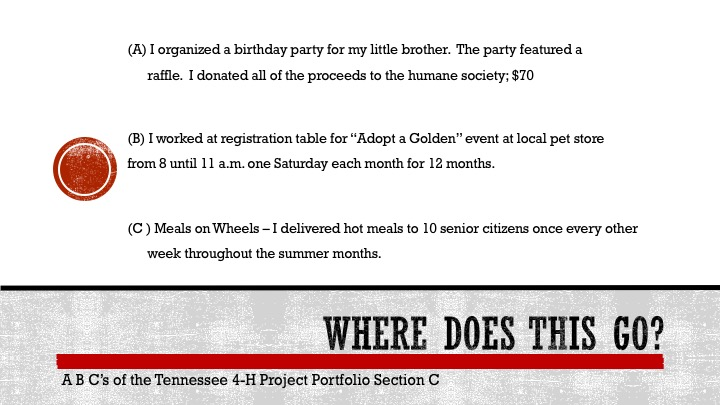 (A) I organized a birthday party for my little brother.  The party featured a
raffle.  I donated all of the proceeds to the humane society; $70
(B) I worked at registration table for “Adopt a Golden” event at local pet store
from 8 until 11 a.m. one Saturday each month for 12 months.
(C ) Meals on Wheels – I delivered hot meals to 10 senior citizens once every other
week throughout the summer months.
WHERE DOES THIS GO?
A B C’s of the Tennessee 4-H Project Portfolio Section C